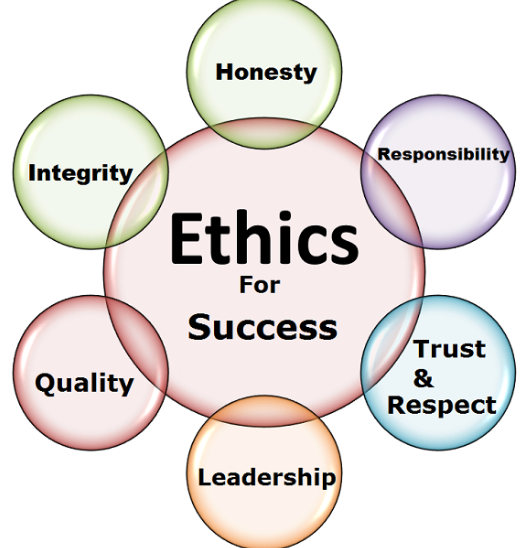 Honesty
Responsibility
Integrity
Ethics
For
Success
Trust
&
Respect
Quality
Leadership